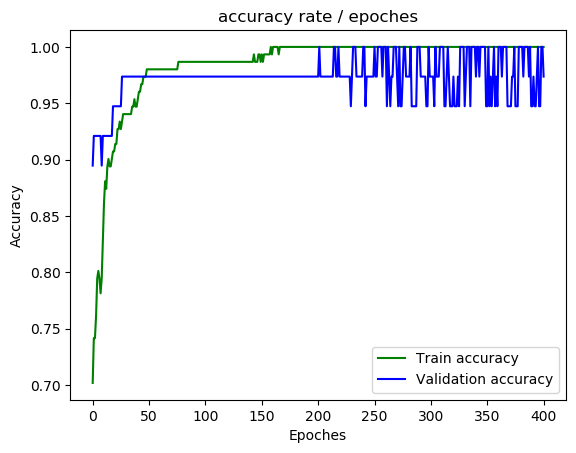 accuracy rate / epoches
1.00
0.95
0.90
0.85
0.80
0.75
0.70
Accuracy
Train accuracy
Validation accuracy
0 50 100 150 200 250 300 350 400
Epoches